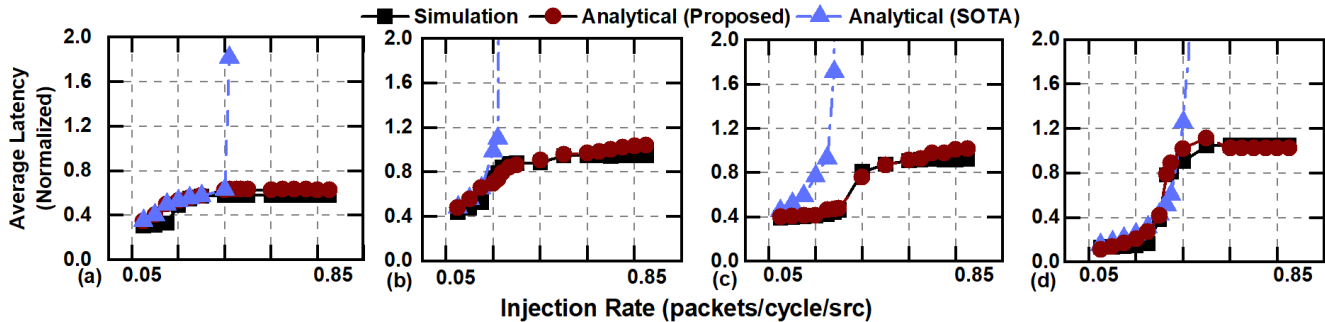 Simulation Analytical (Proposed) Analytical (SOTA)
Average Latency
(Normalized)
2.0 1.6 1.2 0.8 0.4 0.0
(a) 0.05 0.85
2.0 1.6 1.2 0.8 0.4 0.0
(b) 0.05 0.85
2.0 1.6 1.2 0.8 0.4 0.0
(c) 0.05 0.85
2.0 1.6 1.2 0.8 0.4 0.0
(d) 0.05 0.85
Injection Rate (packets/cycle/src)